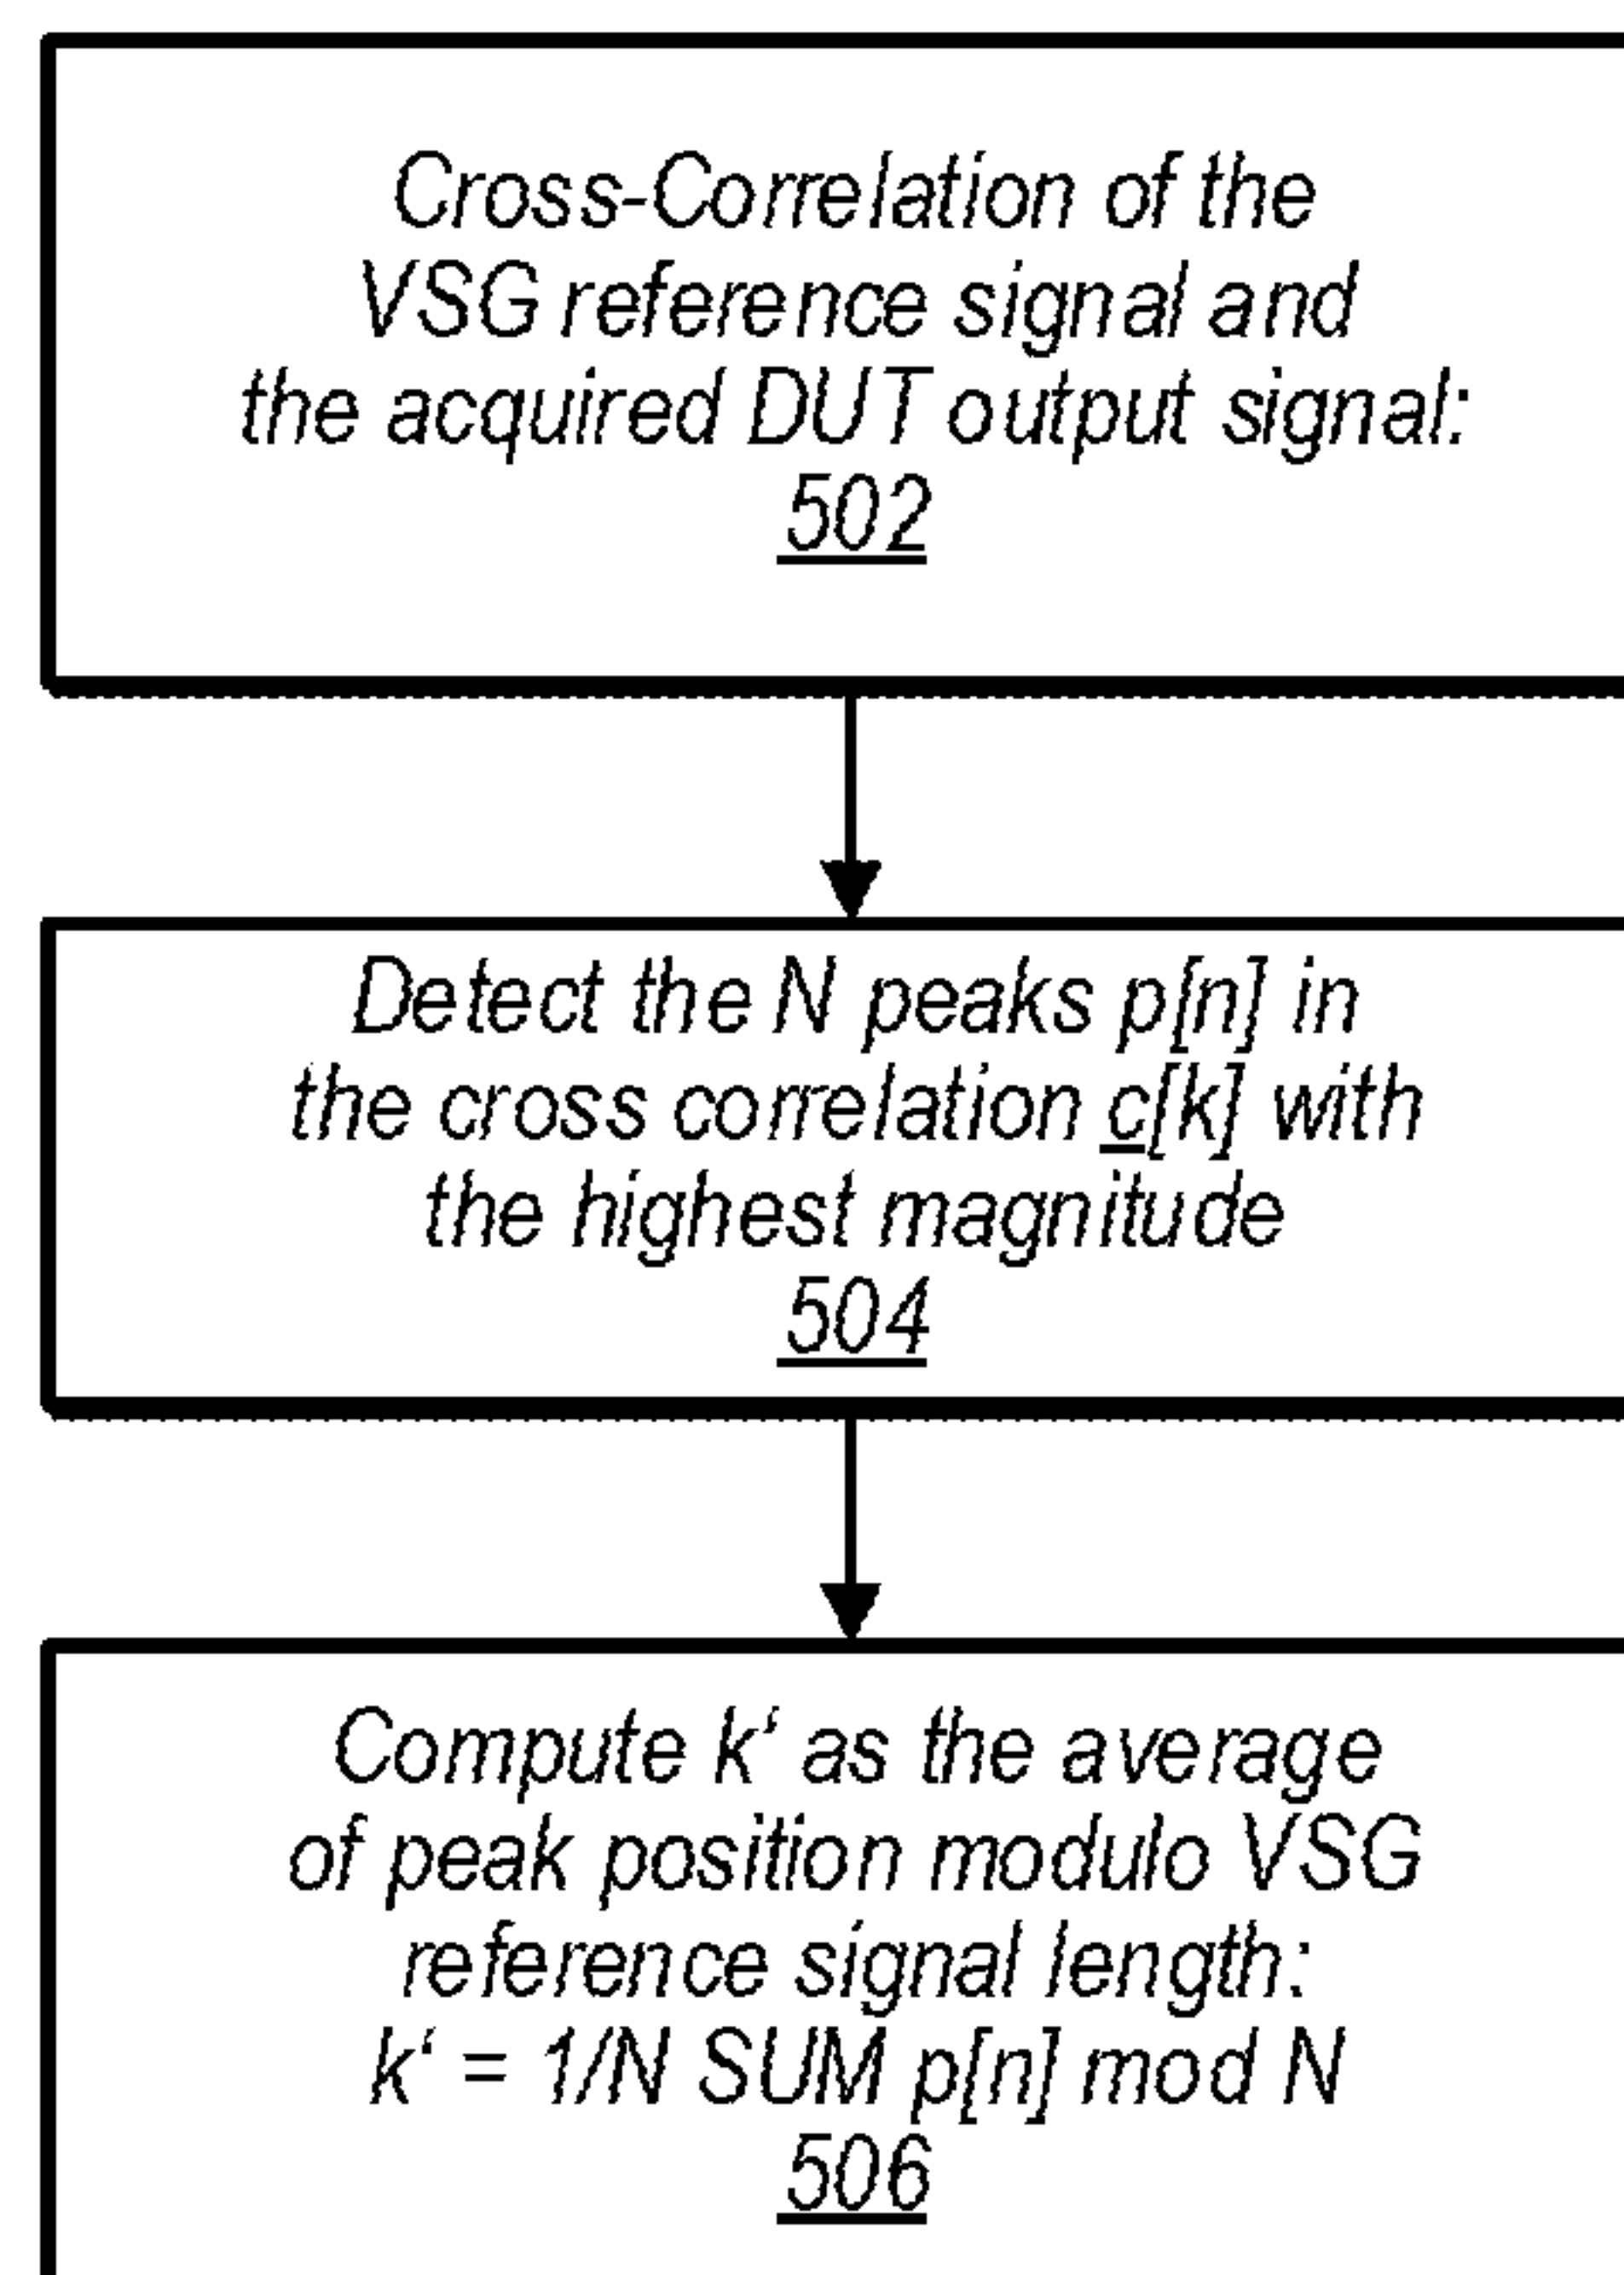 Cross-Correlation of the
VSG reference signal and
the acquired DUT output signal:
502
Detect the N peaks p[n] in
the cross correlation c[k] with
the highest magnitude
504
Compute k‘ as the average
of peak position modulo VSG
reference signal length:
k‘ = 1/N SUM p[n] mod N
506